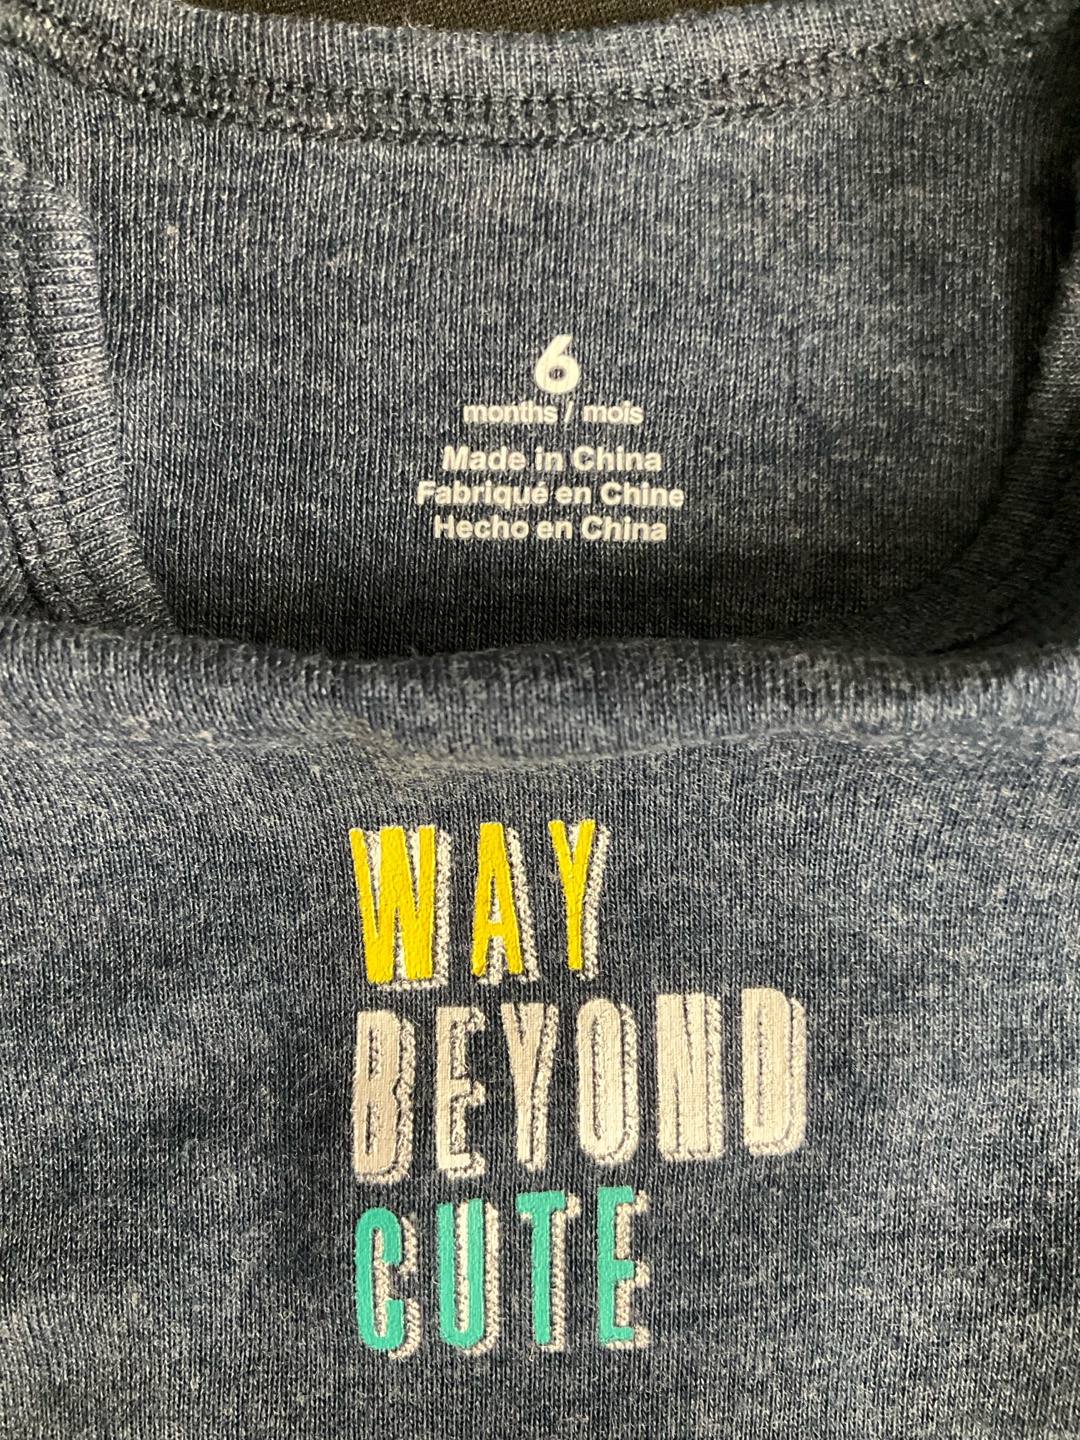 6
months / mois
Made in China
Fabriqué en Chine
Hecho en China
WAY
BEYOND
CUTE